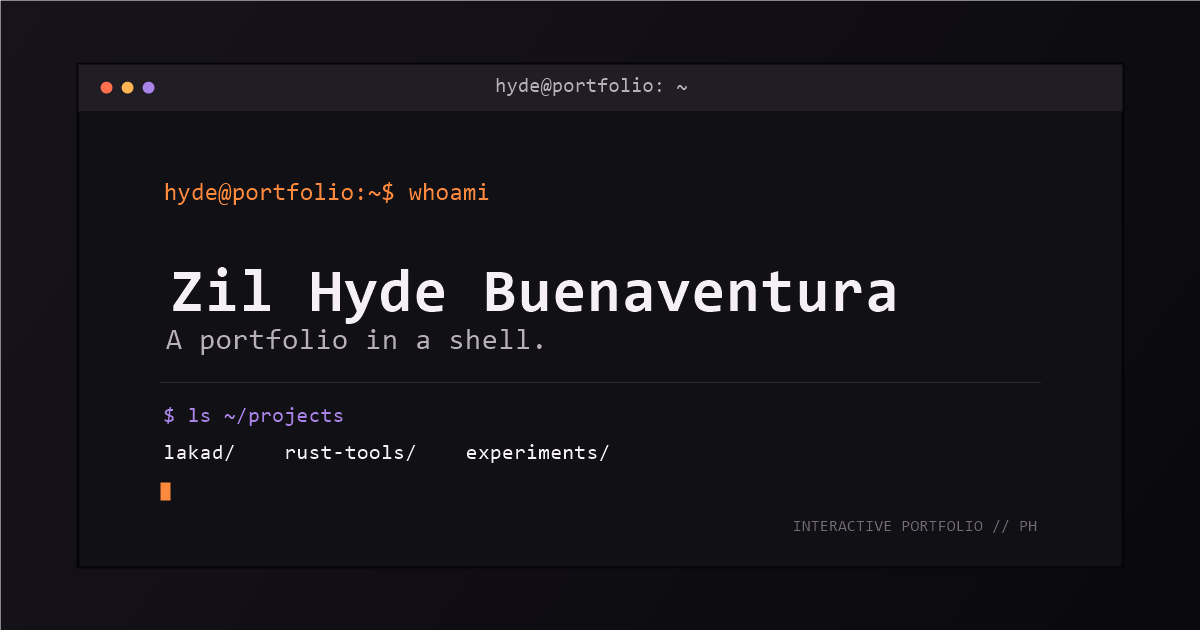 hyde@portfolio: ~
hyde@portfolio:~$ whoami
Zil Hyde Buenaventura
A portfolio in a shell.
$ ls ~/projects
lakad/    rust-tools/    experiments/
INTERACTIVE PORTFOLIO // PH